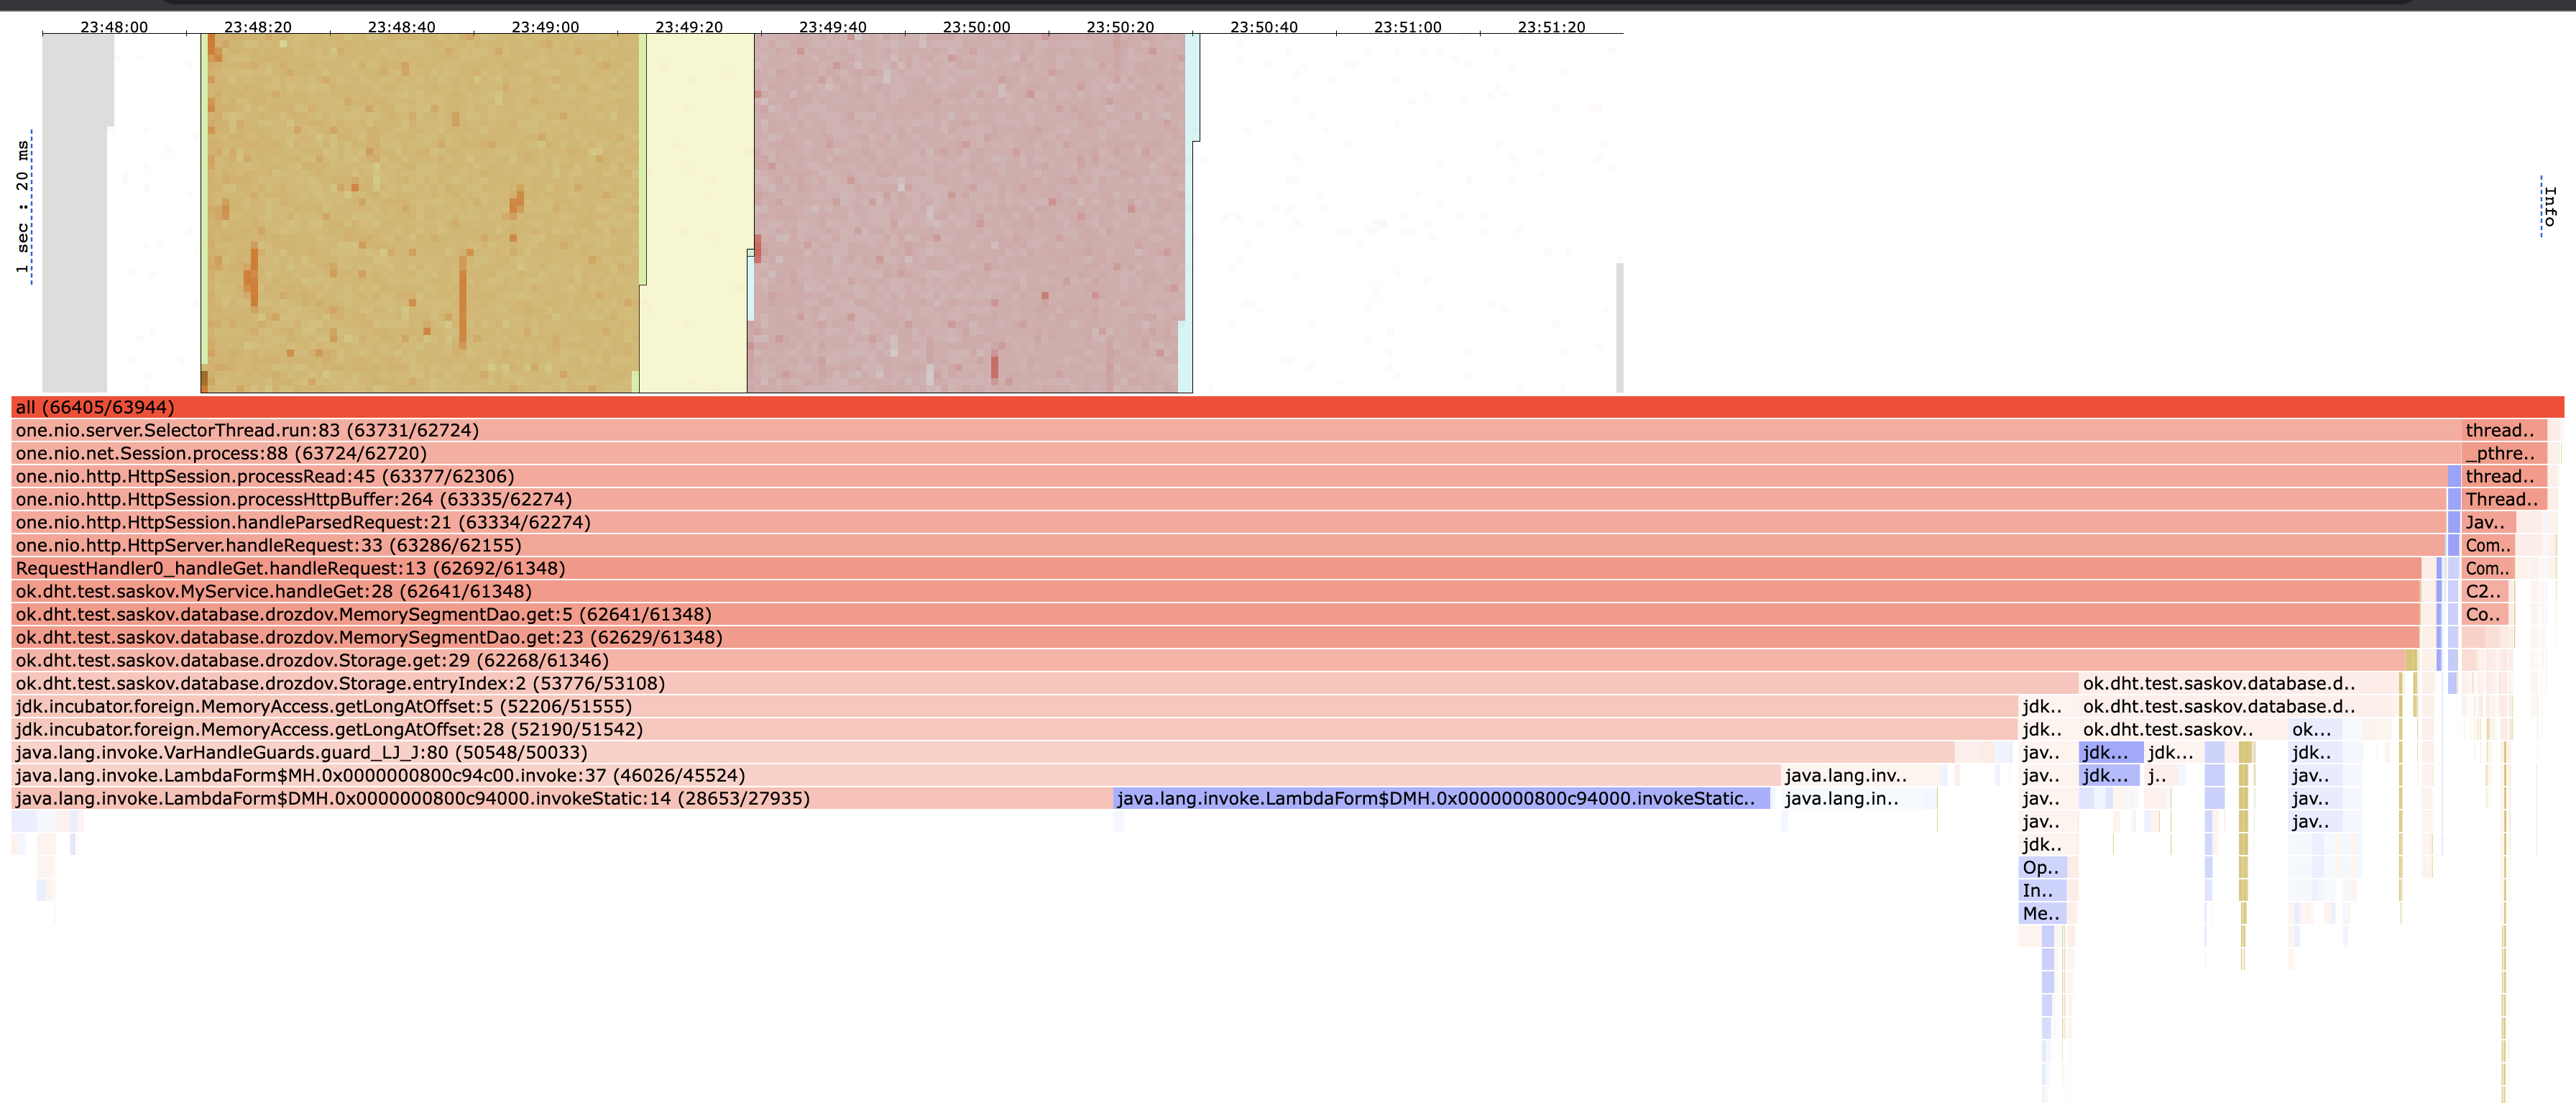 23:48:00 23:48:20 23:48:40 23:49:00 23:49:20 23:49:40 23:50:00 23:50:20 23:50:40 23:51:00 23:51:20
1 sec : 20 ms
Info
all (66405/63944)
one.nio.server.SelectorThread.run:83 (63731/62724) thread..
one.nio.net.Session.process:88 (63724/62720) _pthre..
one.nio.http.HttpSession.processRead:45 (63377/62306) thread..
one.nio.http.HttpSession.processHttpBuffer:264 (63335/62274) Thread..
one.nio.http.HttpSession.handleParsedRequest:21 (63334/62274) Jav..
one.nio.http.HttpServer.handleRequest:33 (63286/62155) Com..
RequestHandler0_handleGet.handleRequest:13 (62692/61348) Com..
ok.dht.test.saskov.MyService.handleGet:28 (62641/61348) C2..
ok.dht.test.saskov.database.drozdov.MemorySegmentDao.get:5 (62641/61348) Co..
ok.dht.test.saskov.database.drozdov.MemorySegmentDao.get:23 (62629/61348)
ok.dht.test.saskov.database.drozdov.Storage.get:29 (62268/61346)
ok.dht.test.saskov.database.drozdov.Storage.entryIndex:2 (53776/53108) ok.dht.test.saskov.database.d..
jdk.incubator.foreign.MemoryAccess.getLongAtOffset:5 (52206/51555) jdk.. ok.dht.test.saskov.database.d..
jdk.incubator.foreign.MemoryAccess.getLongAtOffset:28 (52190/51542) jdk.. ok.dht.test.saskov.. ok...
java.lang.invoke.VarHandleGuards.guard_LJ_J:80 (50548/50033) jav.. jdk... jdk... jdk..
java.lang.invoke.LambdaForm$MH.0x0000000800c94c00.invoke:37 (46026/45524) java.lang.inv.. jav.. jdk... j.. jav..
java.lang.invoke.LambdaForm$DMH.0x0000000800c94000.invokeStatic:14 (28653/27935) java.lang.invoke.LambdaForm$DMH.0x0000000800c94000.invokeStatic.. java.lang.in.. jav.. jav..
jav.. jav..
jdk..
Op..
In..
Me..